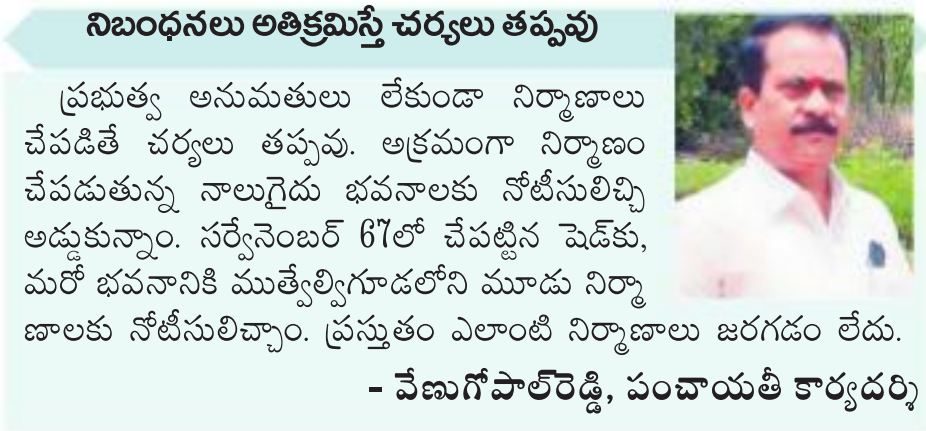 నిబంధనలు అతిక్రమిస్తే చర్యలు తప్పవు
ప్రభుత్వ అనుమతులు లేకుండా నిర్మాణాలు
చేపడితే చర్యలు తప్పవు. అక్రమంగా నిర్మాణం
చేపడుతున్న నాలుగైదు భవనాలకు నోటీసులిచ్చి
అడ్డుకున్నాం. సర్వేనెంబర్ 67లో చేపట్టిన షెడ్‌కు,
మరో భవనానికి ముత్వేల్విగూడలోని మూడు నిర్మా
ణాలకు నోటీసులిచ్చాం. ప్రస్తుతం ఎలాంటి నిర్మాణాలు జరగడం లేదు.
- వేణుగోపాల్‌రెడ్డి, పంచాయతీ కార్యదర్శి